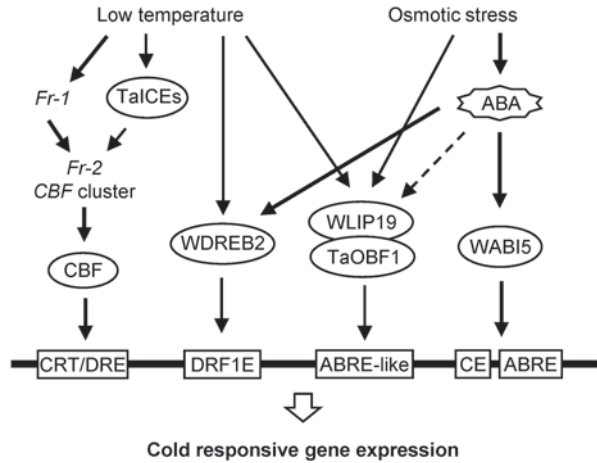 Low temperature
Osmotic stress
Fr-1
TaICEs
ABA
Fr-2
CBF cluster
WDREB2
WLIP19
TaOBF1
WABI5
CBF
CRT/DRE
DRF1E
ABRE-like
CE
ABRE
Cold responsive gene expression